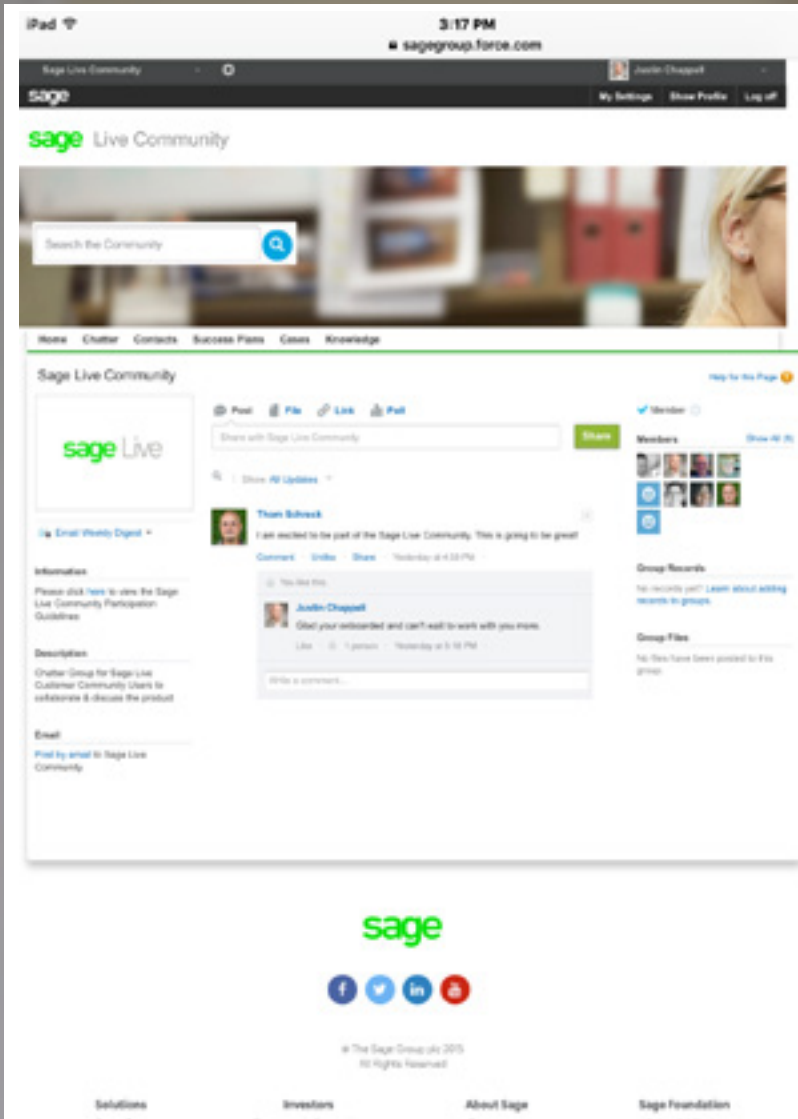 iPad
3:17 PM
sagegroup.force.com
Sage Live Community
Justin Chappell
sage
My Settings
Show Profile
Log off
sage Live Community
Search the Community
Home
Chatter
Contacts
Success Plans
Cases
Knowledge
Sage Live Community
Help for this Page
sage Live
Email Weekly Digest
Information
Please click here to view the Sage
Live Community Participation
Guidelines
Description
Chatter Group for Sage Live
Customer Community Users to
collaborate & discuss the product
Email
Post by email to Sage Live
Community.
Post
File
Link
Poll
Share with Sage Live Community
Share
Show All Updates
Thom Schrock
I am excited to be part of the Sage Live Community. This is going to be great!
Comment · Unlike · Share · Yesterday at 4:59 PM
You like this.
Justin Chappell
Glad your onboarded and can't wait to work with you more.
Like · 1 person · Yesterday at 5:18 PM
Write a comment...
Member
Members
Show All (9)
Group Records
No records yet? Learn about adding
records to groups.
Group Files
No files have been posted to this
group.
sage
f
in
© The Sage Group plc 2015
All Rights Reserved
Solutions
Investors
About Sage
Sage Foundation